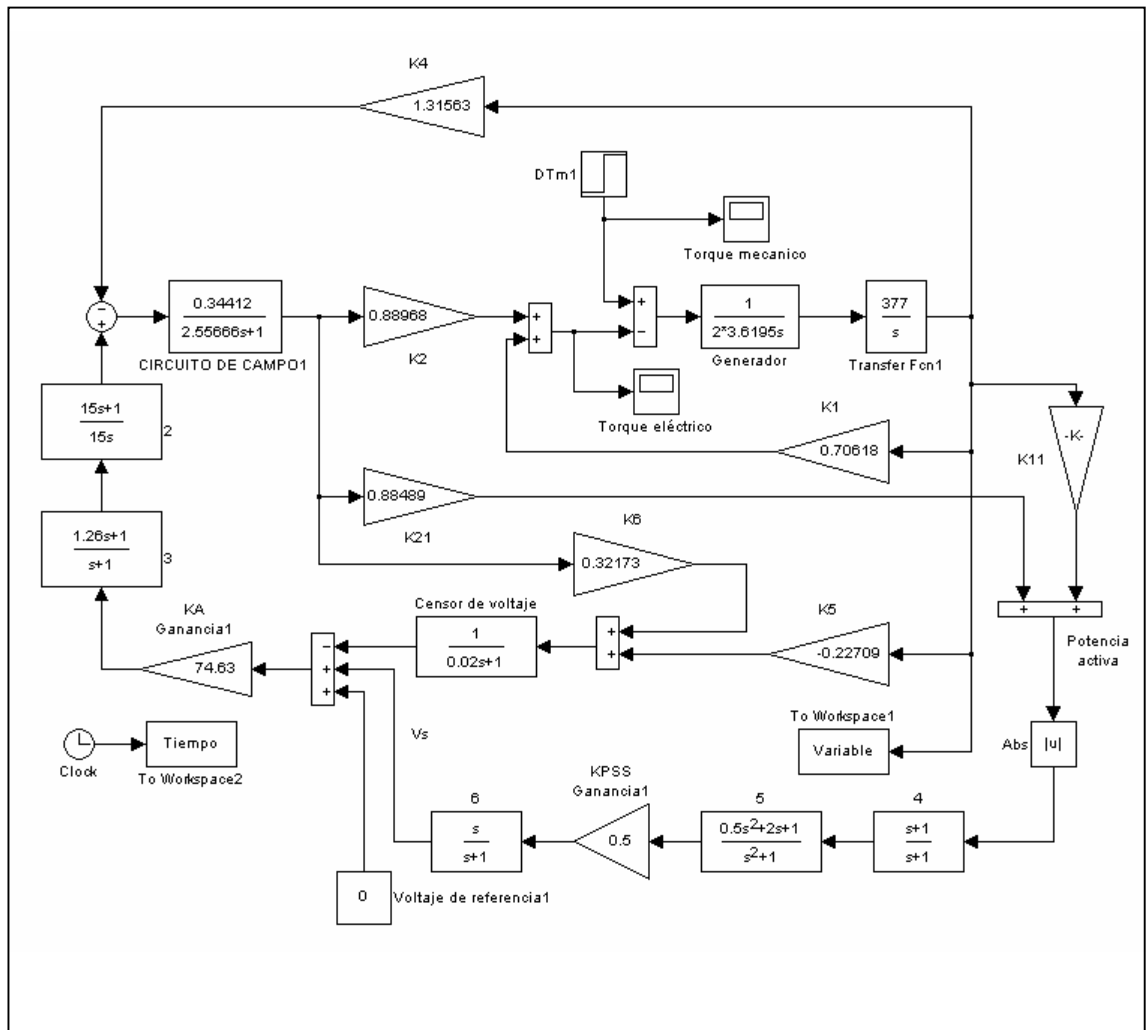 K4
1.31563
DTm1
Torque mecanico
-
+
0.34412
2.55666s+1
CIRCUITO DE CAMPO1
0.88968
K2
+
+
+
-
1
2*3.6195s
Generador
377
s
Transfer Fcn1
Torque eléctrico
K1
0.70618
-K-
K11
15s+1
15s
2
0.88489
K21
K6
0.32173
1.26s+1
s+1
3
KA
Ganancia1
74.63
-
+
+
Censor de voltaje
1
0.02s+1
+
+
K5
-0.22709
+
+
Potencia
activa
Clock
Tiempo
To Workspace2
Vs
To Workspace1
Variable
Abs
|u|
6
s
s+1
KPSS
Ganancia1
0.5
5
0.5s²+2s+1
s²+1
4
s+1
s+1
0
Voltaje de referencia1